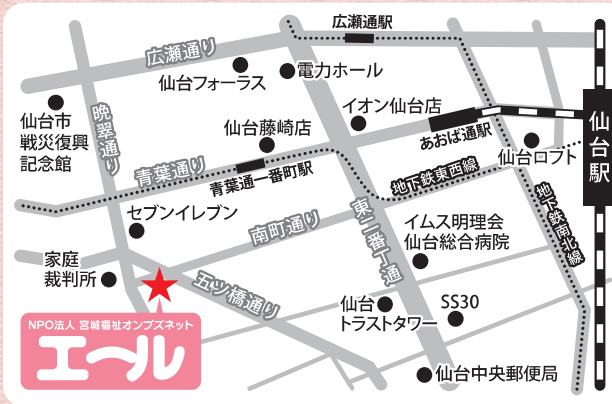 広瀬通駅
広瀬通り
仙台フォーラス
電力ホール
仙台市
戦災復興
記念館
晩翠通り
イオン仙台店
あおば通駅
仙台駅
仙台藤崎店
仙台ロフト
青葉通り
青葉通一番町駅
地下鉄東西線
地下鉄南北線
セブンイレブン
南町通り
東二番丁通
イムス明理会
仙台総合病院
家庭
裁判所
五ツ橋通り
仙台
トラストタワー
SS30
NPO法人 宮城福祉オンブズネット
エール
仙台中央郵便局